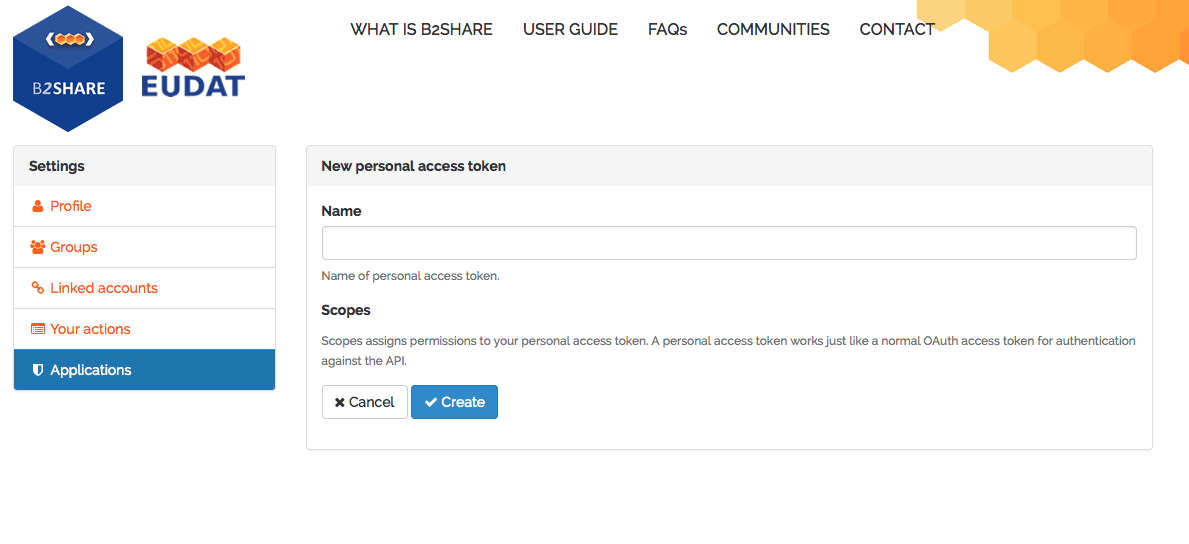 B2SHARE
EUDAT
WHAT IS B2SHARE USER GUIDE FAQs COMMUNITIES CONTACT
Settings
Profile
Groups
Linked accounts
Your actions
Applications
New personal access token
Name
Name of personal access token.
Scopes
Scopes assigns permissions to your personal access token. A personal access token works just like a normal OAuth access token for authentication
against the API.
Cancel Create